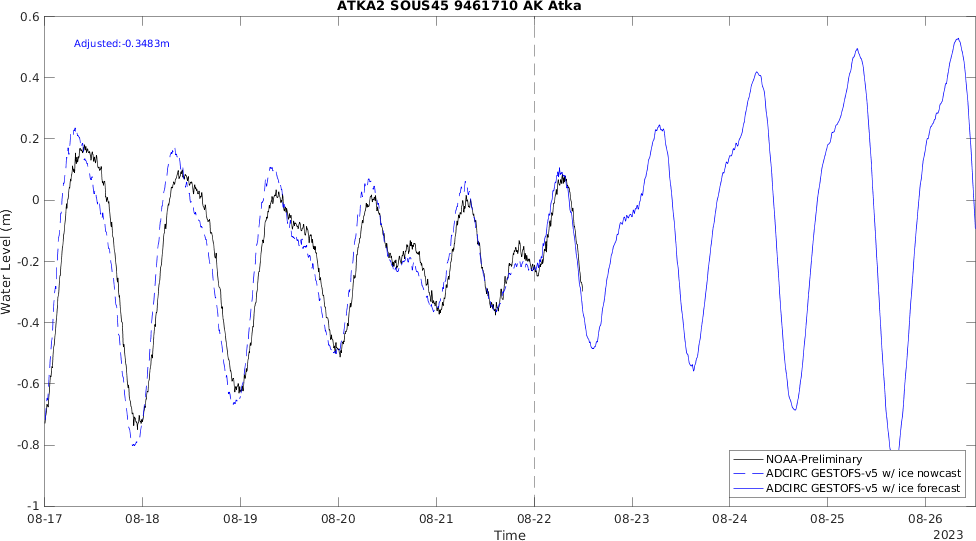 ATKA2 SOUS45 9461710 AK Atka
Adjusted:-0.3483m
0.6
0.4
0.2
0
-0.2
-0.4
-0.6
-0.8
-1
Water Level (m)
NOAA-Preliminary
ADCIRC GESTOFS-v5 w/ ice nowcast
ADCIRC GESTOFS-v5 w/ ice forecast
08-17 08-18 08-19 08-20 08-21 08-22 08-23 08-24 08-25 08-26
Time
2023